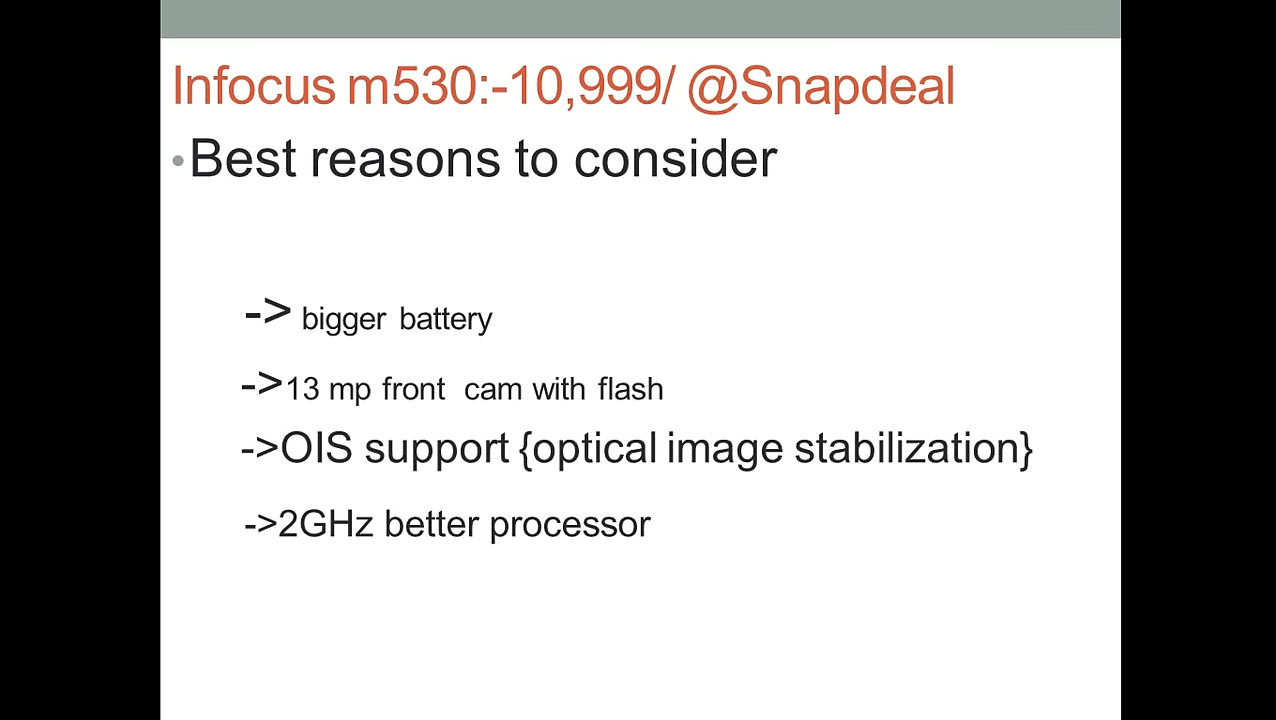 Infocus m530:-10,999/ @Snapdeal
•Best reasons to consider
-> bigger battery
->13 mp front cam with flash
->OIS support {optical image stabilization}
->2GHz better processor